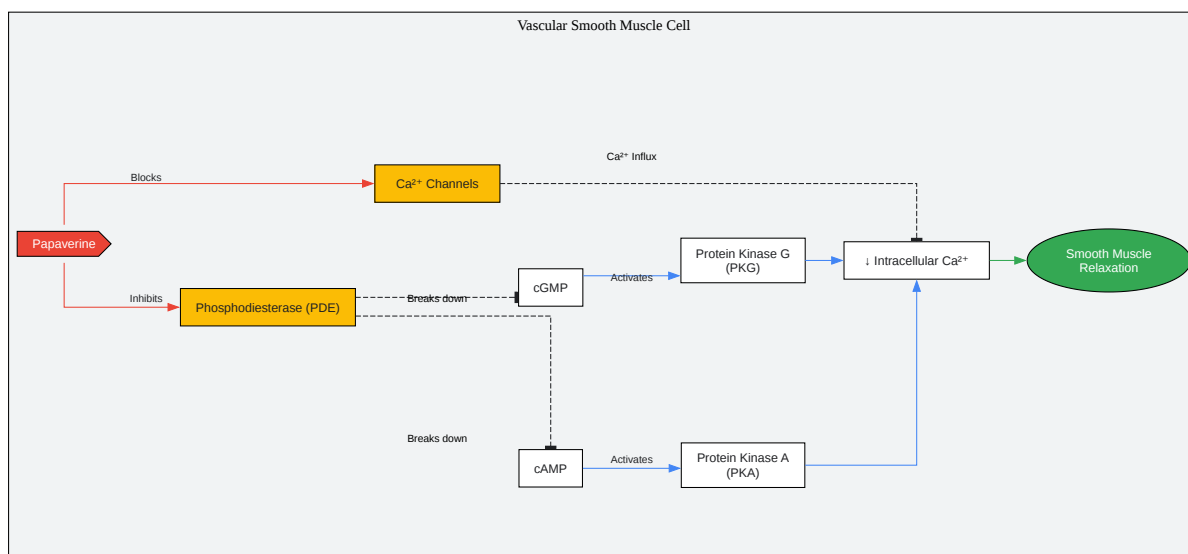 Vascular Smooth Muscle Cell
Ca²⁺ Influx
Blocks
Ca²⁺ Channels
Papaverine
Protein Kinase G
(PKG)
↓ Intracellular Ca²⁺
Smooth Muscle
Relaxation
cGMP
Activates
Inhibits
Phosphodiesterase (PDE)
Breaks down
Breaks down
cAMP
Activates
Protein Kinase A
(PKA)